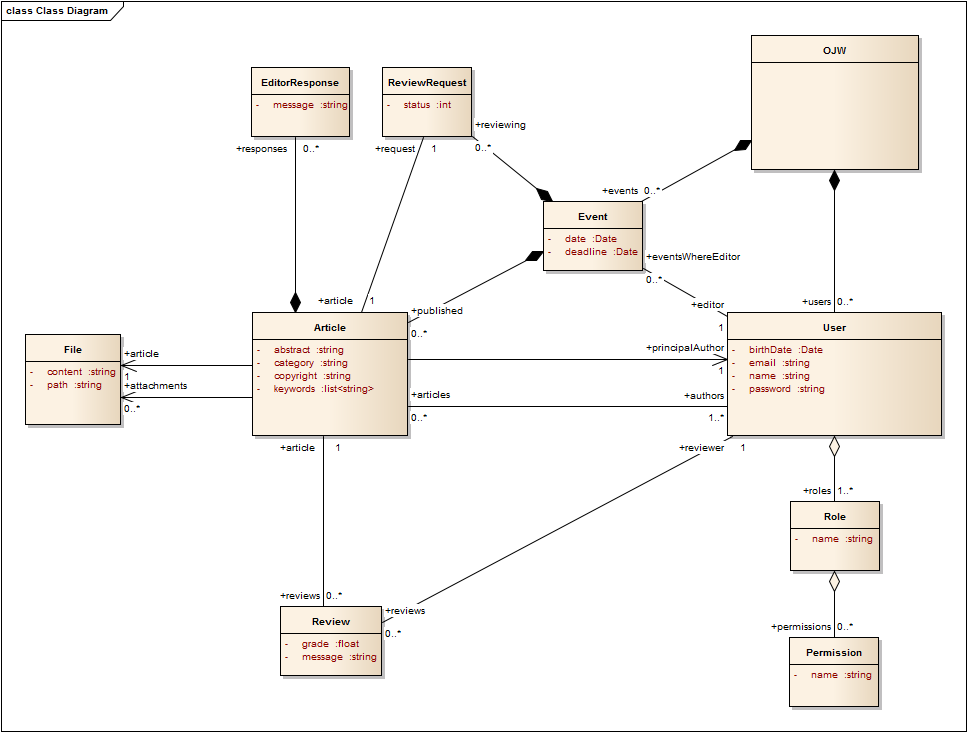 class Class Diagram
OJW
EditorResponse
- message :string
ReviewRequest
- status :int
+reviewing
0..*
+responses 0..*
+request 1
+events 0..*
Event
- date :Date
- deadline :Date
+eventsWhereEditor
0..*
+editor
1
+users 0..*
+article 1
+published
0..*
Article
- abstract :string
- category :string
- copyright :string
- keywords :list<string>
File
- content :string
- path :string
+article
1
+attachments
0..*
+principalAuthor
1
User
- birthDate :Date
- email :string
- name :string
- password :string
+articles
0..*
+authors
1..*
+article 1
+reviewer 1
+roles 1..*
Role
- name :string
+reviews 0..*
+reviews
0..*
Review
- grade :float
- message :string
+permissions 0..*
Permission
- name :string